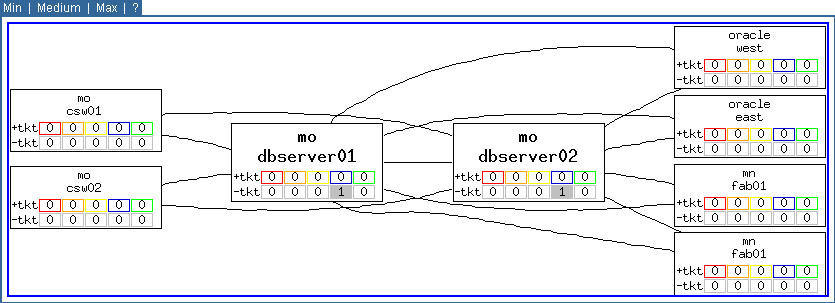 Min | Medium | Max | ?
mo
csw01
+tkt 0 0 0 0 0
-tkt 0 0 0 0 0
mo
csw02
+tkt 0 0 0 0 0
-tkt 0 0 0 0 0
mo
dbserver01
+tkt 0 0 0 0 0
-tkt 0 0 0 1 0
mo
dbserver02
+tkt 0 0 0 0 0
-tkt 0 0 0 1 0
oracle
west
+tkt 0 0 0 0 0
-tkt 0 0 0 0 0
oracle
east
+tkt 0 0 0 0 0
-tkt 0 0 0 0 0
mn
fab01
+tkt 0 0 0 0 0
-tkt 0 0 0 0 0
mn
fab01
+tkt 0 0 0 0 0
-tkt 0 0 0 0 0